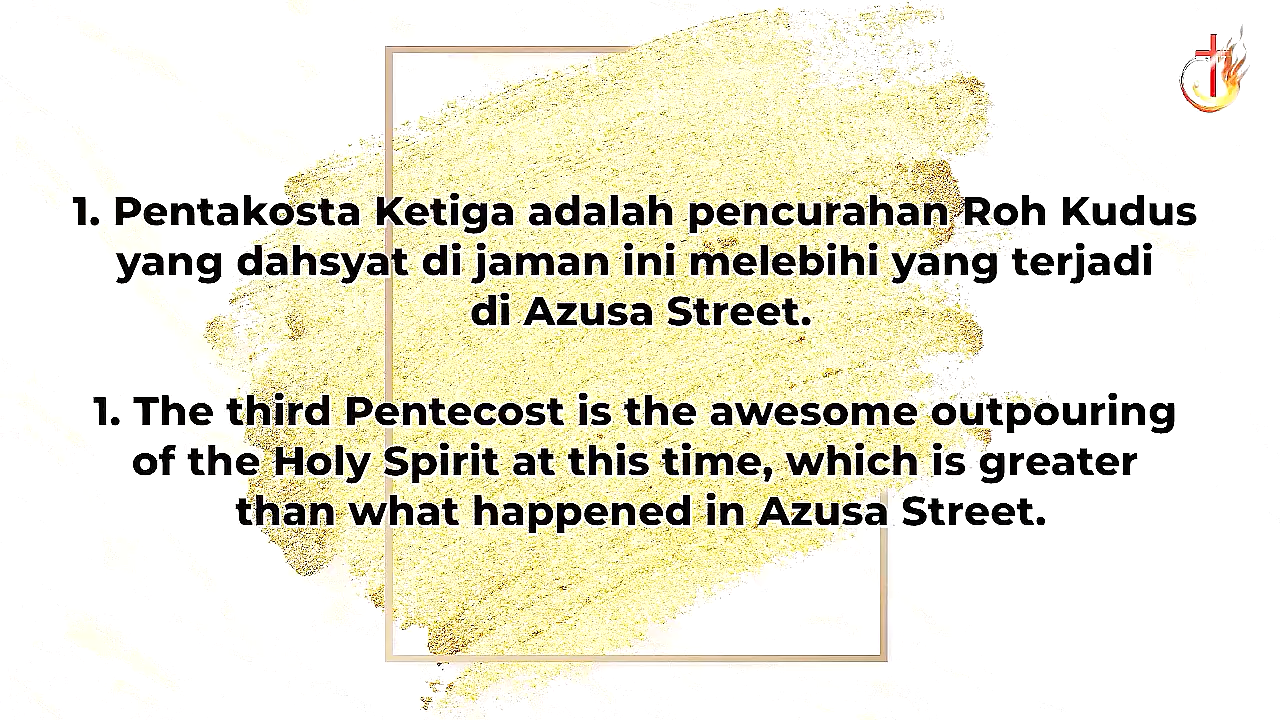 1. Pentakosta Ketiga adalah pencurahan Roh Kudus
yang dahsyat di jaman ini melebihi yang terjadi
di Azusa Street.
1. The third Pentecost is the awesome outpouring
of the Holy Spirit at this time, which is greater
than what happened in Azusa Street.